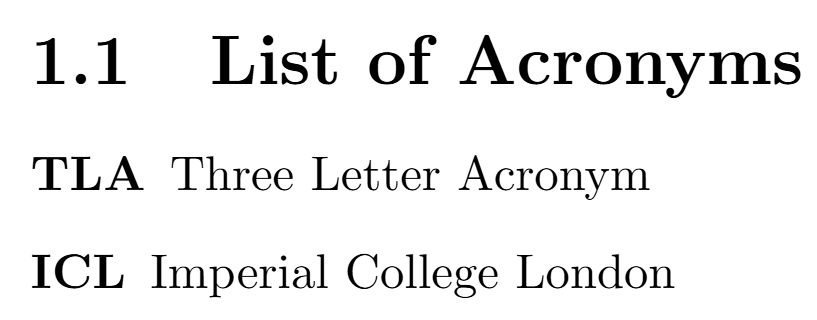 1.1 List of Acronyms
TLA Three Letter Acronym
ICL Imperial College London